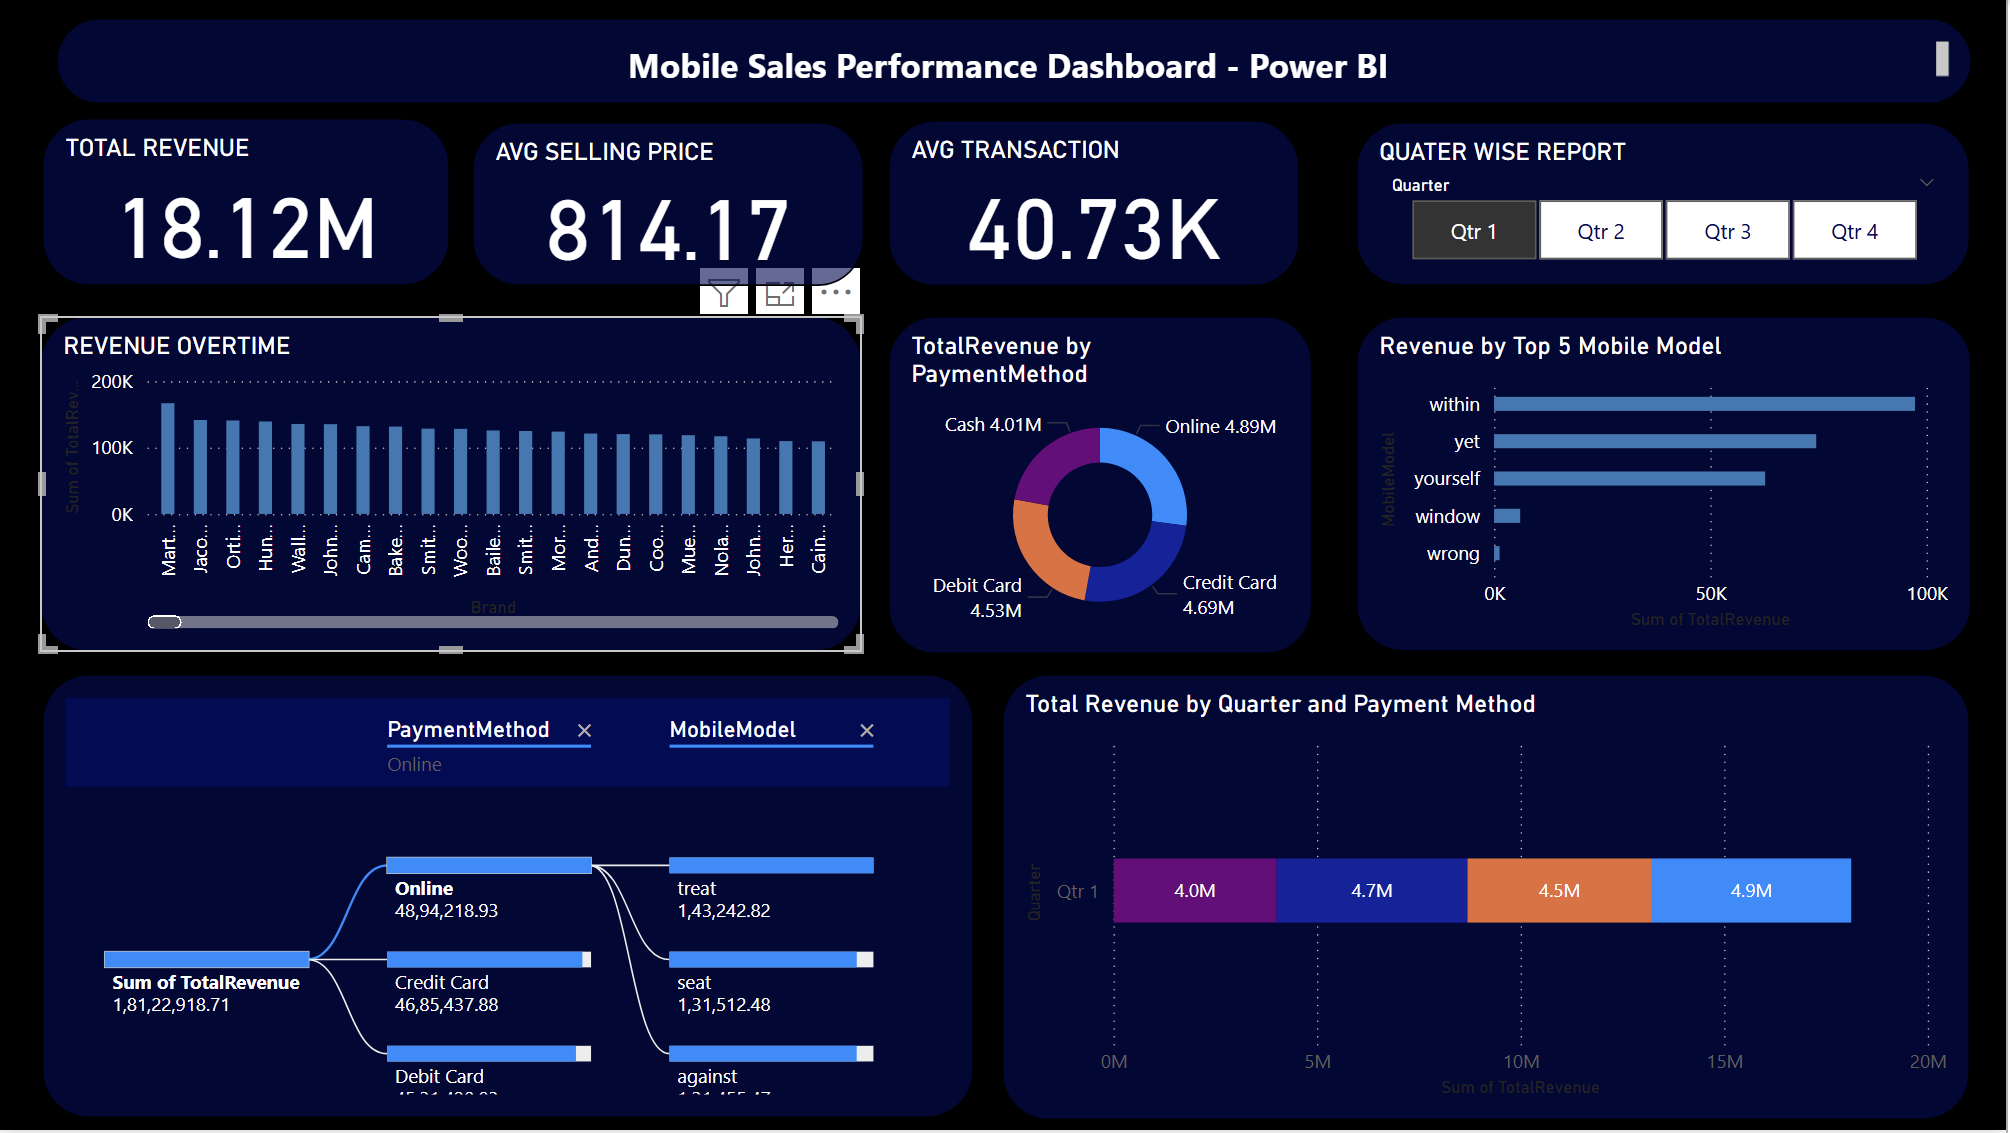 Mobile Sales Performance Dashboard - Power BI
TOTAL REVENUE
18.12M
AVG SELLING PRICE
814.17
AVG TRANSACTION
40.73K
QUATER WISE REPORT
Quarter
Qtr 1
Qtr 2
Qtr 3
Qtr 4
REVENUE OVERTIME
Sum of TotalRev...
200K
100K
0K
Mart...
Jaco...
Orti...
Hun...
Wall...
John...
Cam...
Bake...
Smit...
Woo...
Baile...
Smit...
Mor...
And...
Dun...
Coo...
Mue...
Nola...
John...
Her...
Cain...
Brand
TotalRevenue by
PaymentMethod
Cash 4.01M
Online 4.89M
Debit Card
4.53M
Credit Card
4.69M
Revenue by Top 5 Mobile Model
MobileModel
within
yet
yourself
window
wrong
0K
50K
100K
Sum of TotalRevenue
PaymentMethod
Online
MobileModel
Sum of TotalRevenue
1,81,22,918.71
Online
48,94,218.93
Credit Card
46,85,437.88
Debit Card
treat
1,43,242.82
seat
1,31,512.48
against
Total Revenue by Quarter and Payment Method
Quarter
Qtr 1
4.0M
4.7M
4.5M
4.9M
0M
5M
10M
15M
20M
Sum of TotalRevenue